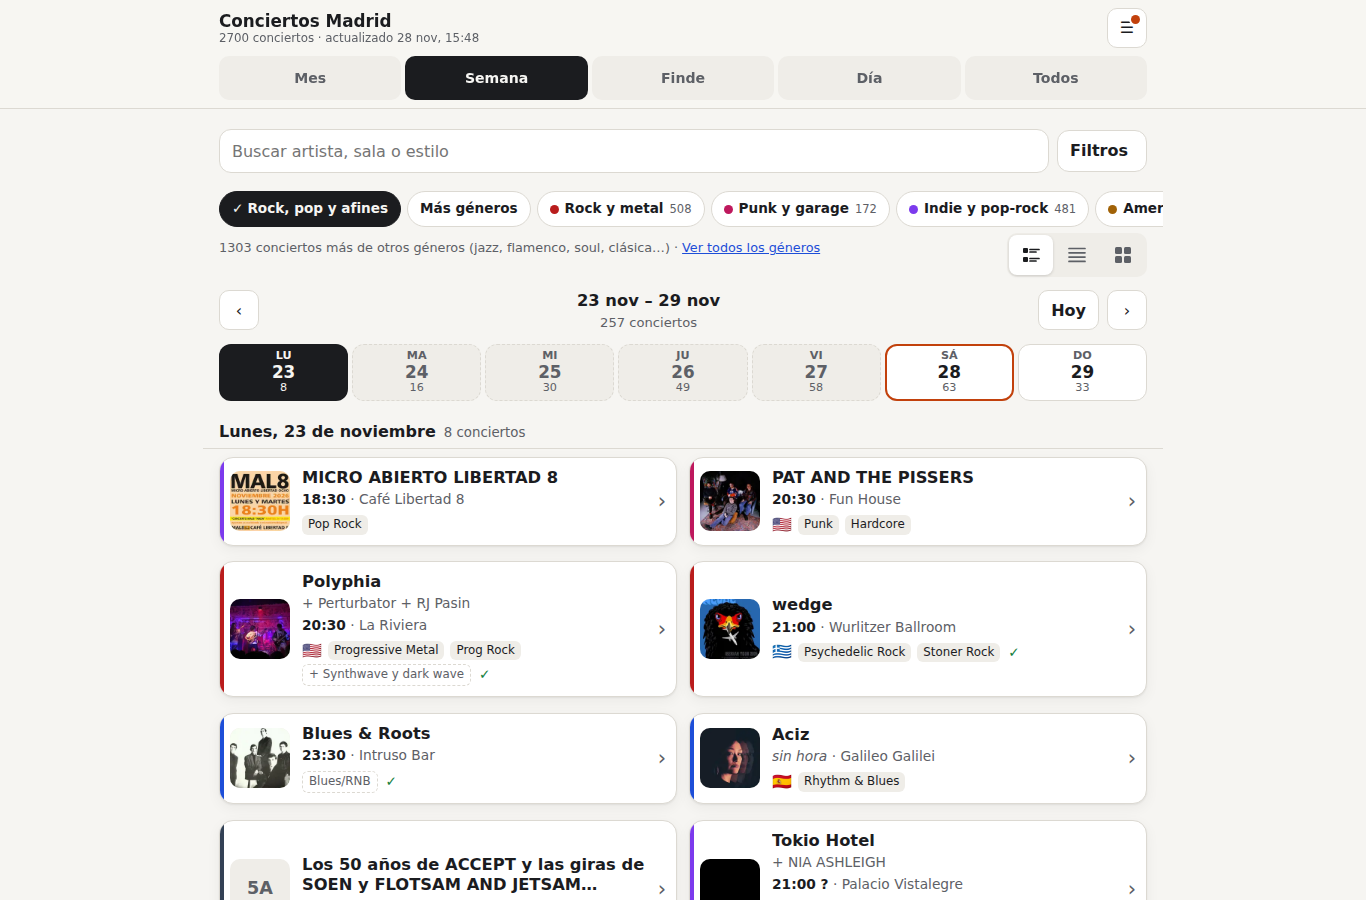 Conciertos Madrid
2700 conciertos · actualizado 28 nov, 15:48
☰
Mes
Semana
Finde
Día
Todos
Buscar artista, sala o estilo
Filtros
✓ Rock, pop y afines
Más géneros
Rock y metal 508
Punk y garage 172
Indie y pop-rock 481
Amer
1303 conciertos más de otros géneros (jazz, flamenco, soul, clásica…) · Ver todos los géneros
‹
23 nov – 29 nov
257 conciertos
Hoy
›
LU
23
8
MA
24
16
MI
25
30
JU
26
49
VI
27
58
SÁ
28
63
DO
29
33
Lunes, 23 de noviembre 8 conciertos
MAL8
NOVIEMBRE 2026
LUNES Y MARTES
18:30H
MICRO ABIERTO LIBERTAD 8
18:30 · Café Libertad 8
Pop Rock
›
PAT AND THE PISSERS
20:30 · Fun House
Punk Hardcore
›
Polyphia
+ Perturbator + RJ Pasin
20:30 · La Riviera
Progressive Metal Prog Rock
+ Synthwave y dark wave ✓
›
wedge
21:00 · Wurlitzer Ballroom
Psychedelic Rock Stoner Rock ✓
›
Blues & Roots
23:30 · Intruso Bar
Blues/RNB ✓
›
Aciz
sin hora · Galileo Galilei
Rhythm & Blues
›
5A
Los 50 años de ACCEPT y las giras de
SOEN y FLOTSAM AND JETSAM…
›
Tokio Hotel
+ NIA ASHLEIGH
21:00 ? · Palacio Vistalegre
›